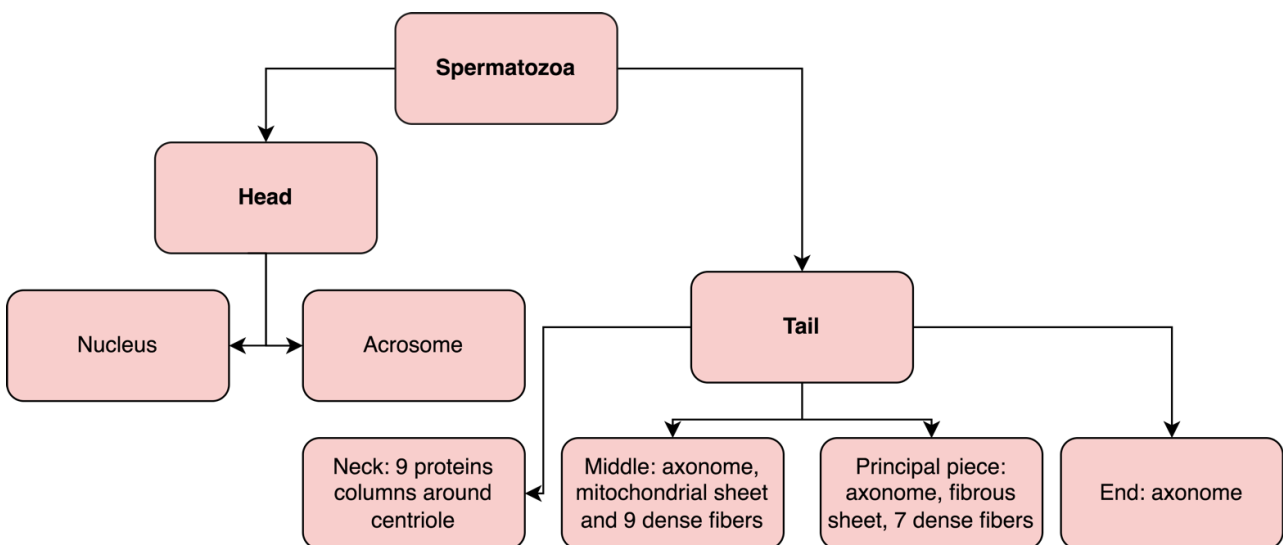 Spermatozoa
Head
Nucleus
Acrosome
Tail
Neck: 9 proteins
columns around
centriole
Middle: axonome,
mitochondrial sheet
and 9 dense fibers
Principal piece:
axonome, fibrous
sheet, 7 dense fibers
End: axonome